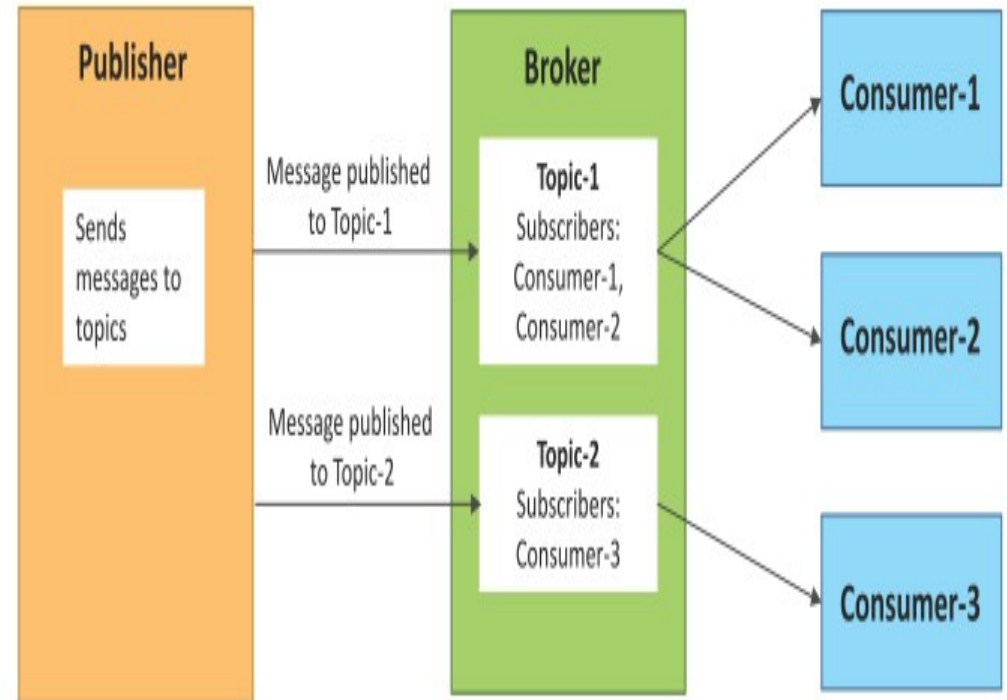 Publisher
Sends
messages to
topics
Message published
to Topic-1
Message published
to Topic-2
Broker
Topic-1
Subscribers:
Consumer-1,
Consumer-2
Topic-2
Subscribers:
Consumer-3
Consumer-1
Consumer-2
Consumer-3